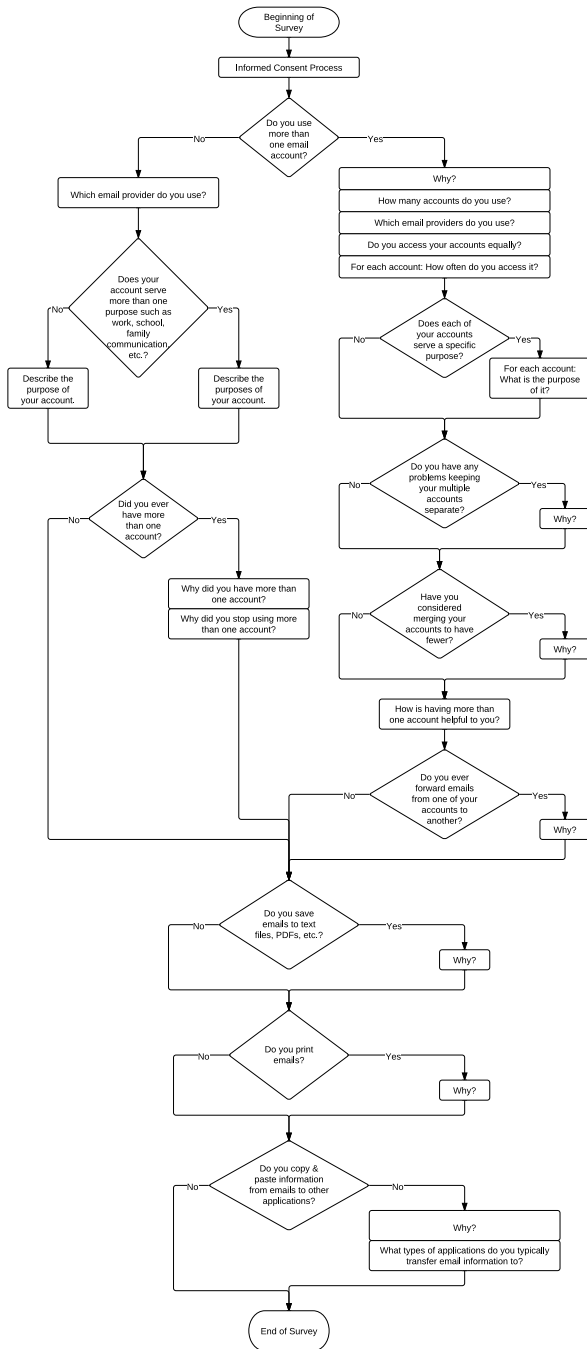 Beginning of
Survey
Informed Consent Process
Do you use
more than
one email
account?
No
Yes
Which email provider do you use?
Why?
How many accounts do you use?
Which email providers do you use?
Do you access your accounts equally?
For each account: How often do you access it?
Does your
account serve
more than one
purpose such as
work, school,
family
communication,
etc.?
No
Yes
Describe the
purpose of
your account.
Describe the
purposes of
your account.
Does each of
your accounts
serve a specific
purpose?
No
Yes
For each account:
What is the purpose
of it?
Do you have any
problems keeping
your multiple
accounts
separate?
No
Yes
Why?
Did you ever
have more
than one
account?
No
Yes
Why did you have more than
one account?
Why did you stop using more
than one account?
Have you
considered
merging your
accounts to have
fewer?
No
Yes
Why?
How is having more than
one account helpful to you?
Do you ever
forward emails
from one of your
accounts to
another?
No
Yes
Why?
Do you save
emails to text
files, PDFs, etc.?
No
Yes
Why?
Do you print
emails?
No
Yes
Why?
Do you copy &
paste information
from emails to other
applications?
No
No
Why?
What types of applications do you typically
transfer email information to?
End of Survey